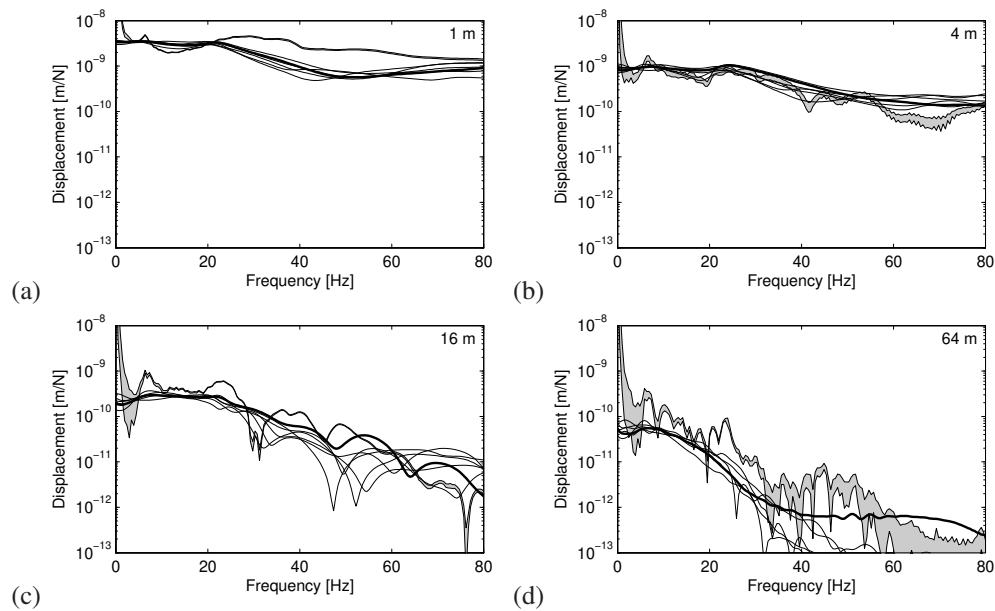 1 m
Displacement [m/N]
10⁻⁸
10⁻⁹
10⁻¹⁰
10⁻¹¹
10⁻¹²
10⁻¹³
0 20 40 60 80
Frequency [Hz]
(a)
4 m
Displacement [m/N]
10⁻⁸
10⁻⁹
10⁻¹⁰
10⁻¹¹
10⁻¹²
10⁻¹³
0 20 40 60 80
Frequency [Hz]
(b)
16 m
Displacement [m/N]
10⁻⁸
10⁻⁹
10⁻¹⁰
10⁻¹¹
10⁻¹²
10⁻¹³
0 20 40 60 80
Frequency [Hz]
(c)
64 m
Displacement [m/N]
10⁻⁸
10⁻⁹
10⁻¹⁰
10⁻¹¹
10⁻¹²
10⁻¹³
0 20 40 60 80
Frequency [Hz]
(d)